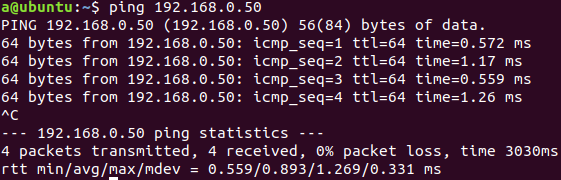 a@ubuntu:~$ ping 192.168.0.50
PING 192.168.0.50 (192.168.0.50) 56(84) bytes of data.
64 bytes from 192.168.0.50: icmp_seq=1 ttl=64 time=0.572 ms
64 bytes from 192.168.0.50: icmp_seq=2 ttl=64 time=1.17 ms
64 bytes from 192.168.0.50: icmp_seq=3 ttl=64 time=0.559 ms
64 bytes from 192.168.0.50: icmp_seq=4 ttl=64 time=1.26 ms
^C
--- 192.168.0.50 ping statistics ---
4 packets transmitted, 4 received, 0% packet loss, time 3030ms
rtt min/avg/max/mdev = 0.559/0.893/1.269/0.331 ms